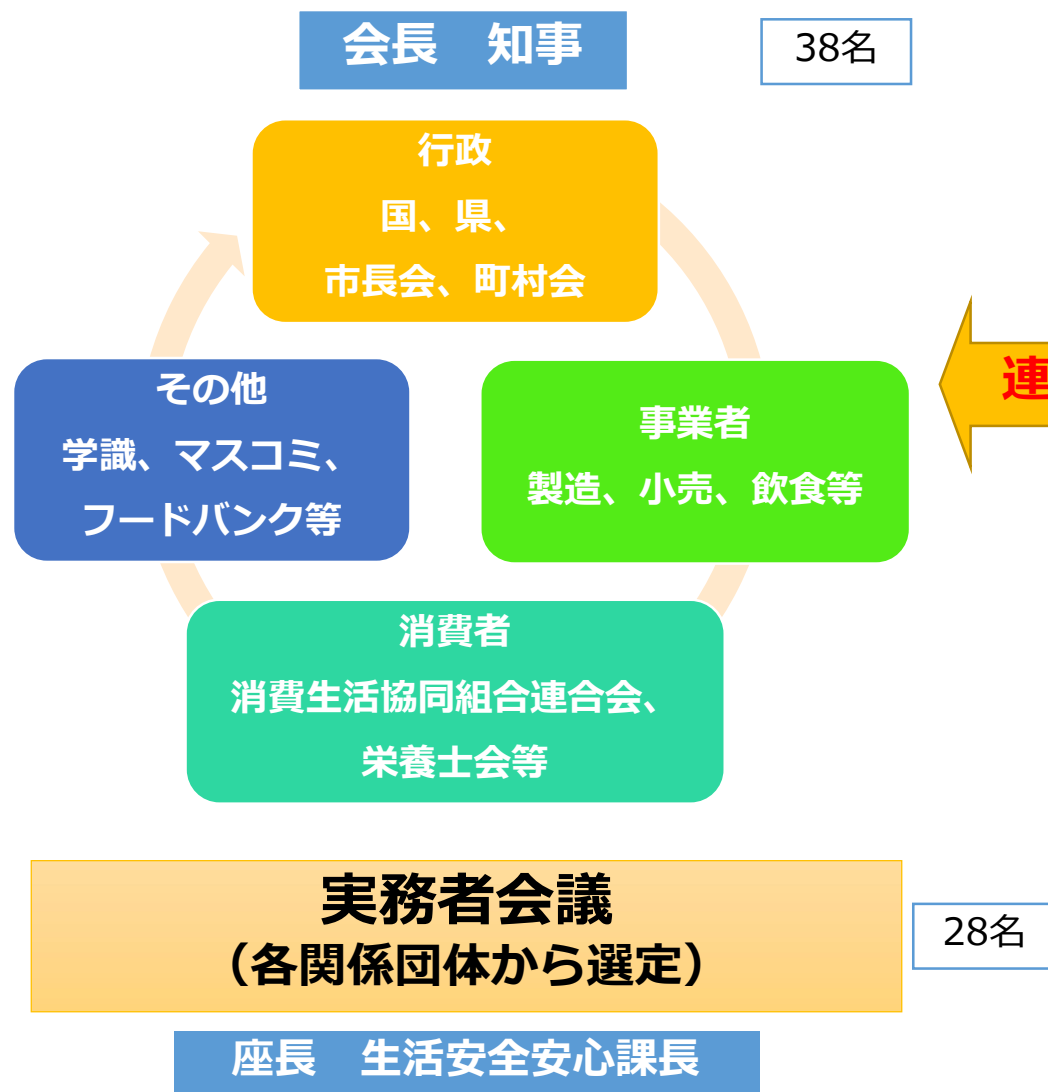 会長　知事
38名
行政
国、県、
市長会、町村会
その他
学識、マスコミ、
フードバンク等
事業者
製造、小売、飲食等
連
消費者
消費生活協同組合連合会、
栄養士会等
実務者会議
（各関係団体から選定）
28名
座長　生活安全安心課長